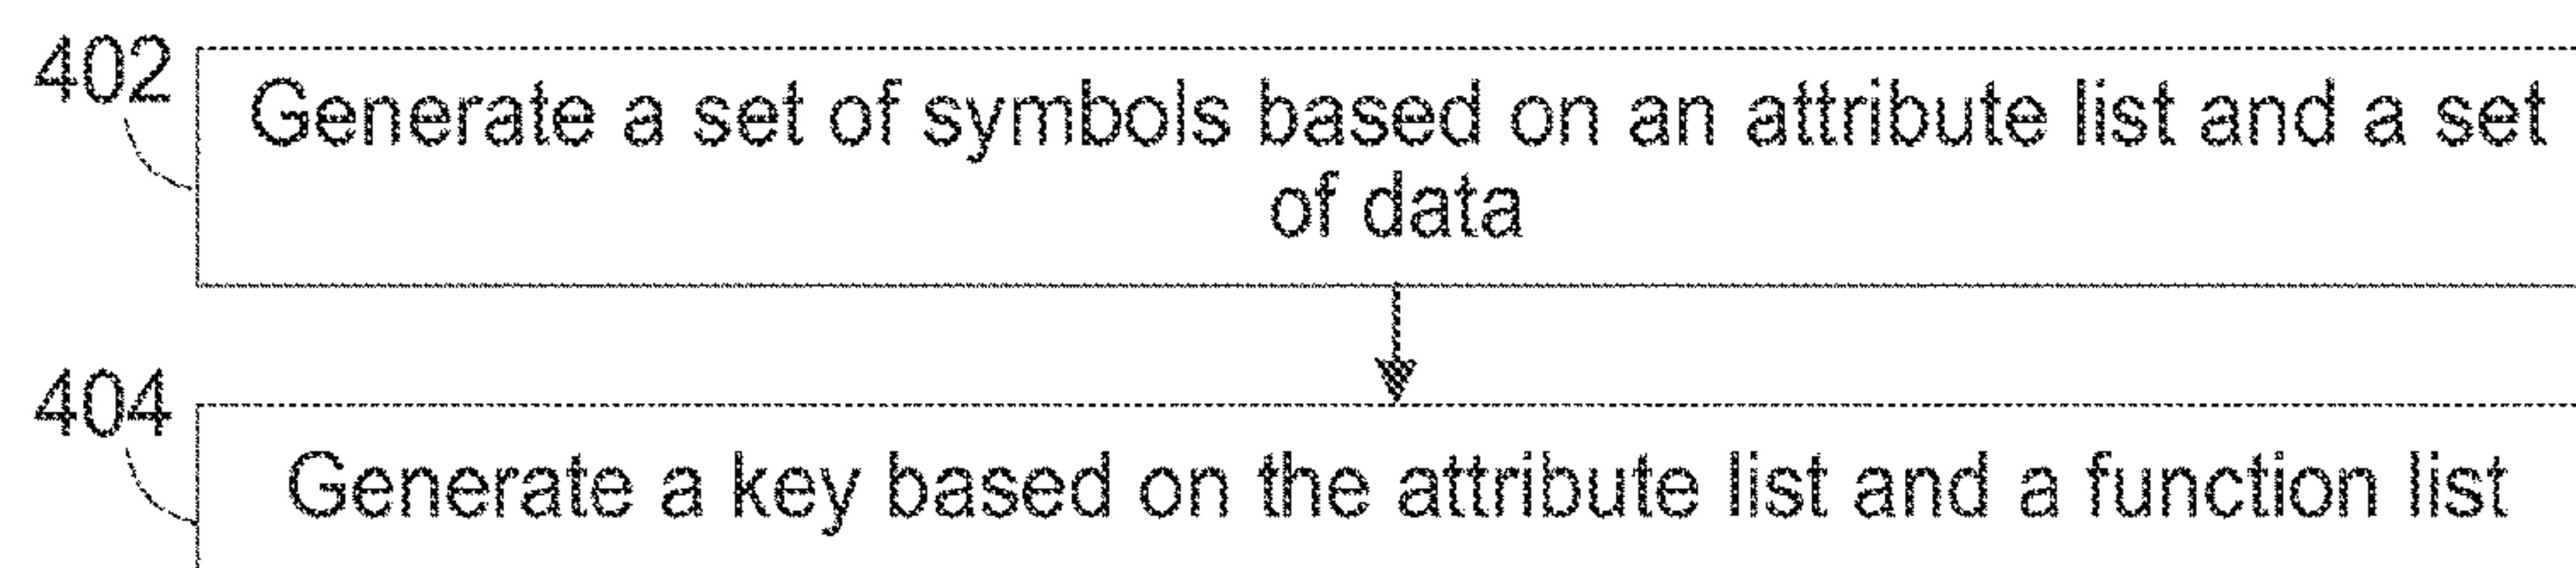 402
Generate a set of symbols based on an attribute list and a set
of data
404
Generate a key based on the attribute list and a function list